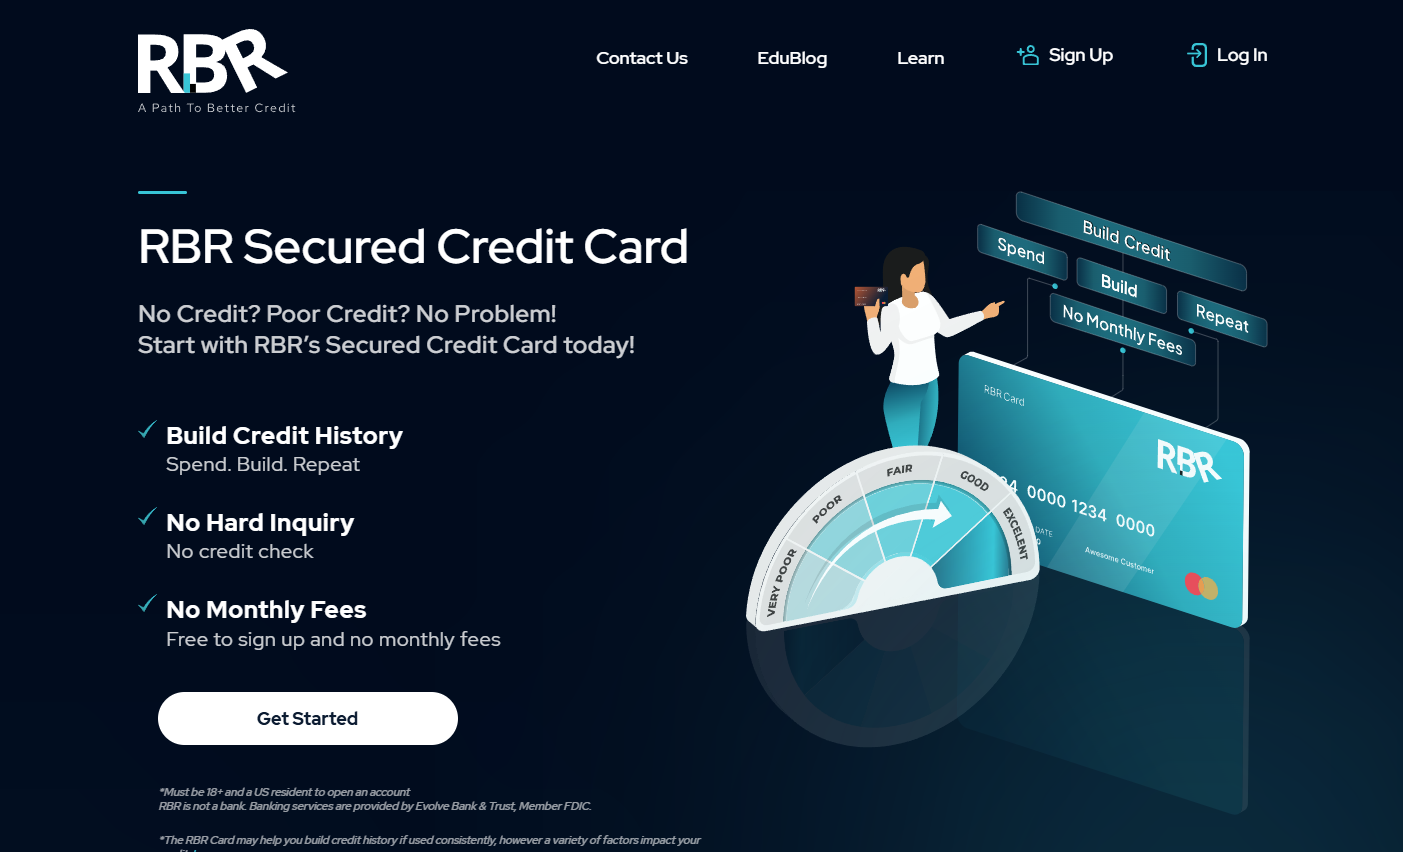 RBR
A Path To Better Credit
Contact Us
EduBlog
Learn
Sign Up
Log In
RBR Secured Credit Card
No Credit? Poor Credit? No Problem!
Start with RBR’s Secured Credit Card today!
Build Credit History
Spend. Build. Repeat
No Hard Inquiry
No credit check
No Monthly Fees
Free to sign up and no monthly fees
Get Started
*Must be 18+ and a US resident to open an account
RBR is not a bank. Banking services are provided by Evolve Bank & Trust, Member FDIC.
*The RBR Card may help you build credit history if used consistently, however a variety of factors impact your
Build Credit
Spend
Build
Repeat
No Monthly Fees
RBR Card
RBR
34 0000 1234 0000
DATE
Awesome Customer
VERY POOR
POOR
FAIR
GOOD
EXCELENT